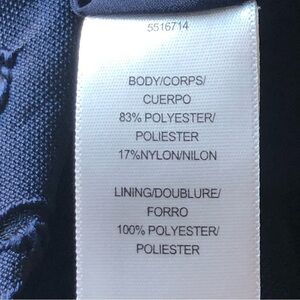 5516714
BODY/CORPS/
CUERPO
83% POLYESTER/
POLIESTER
17%NYLON/NILON
LINING/DOUBLURE/
FORRO
100% POLYESTER/
POLIESTER